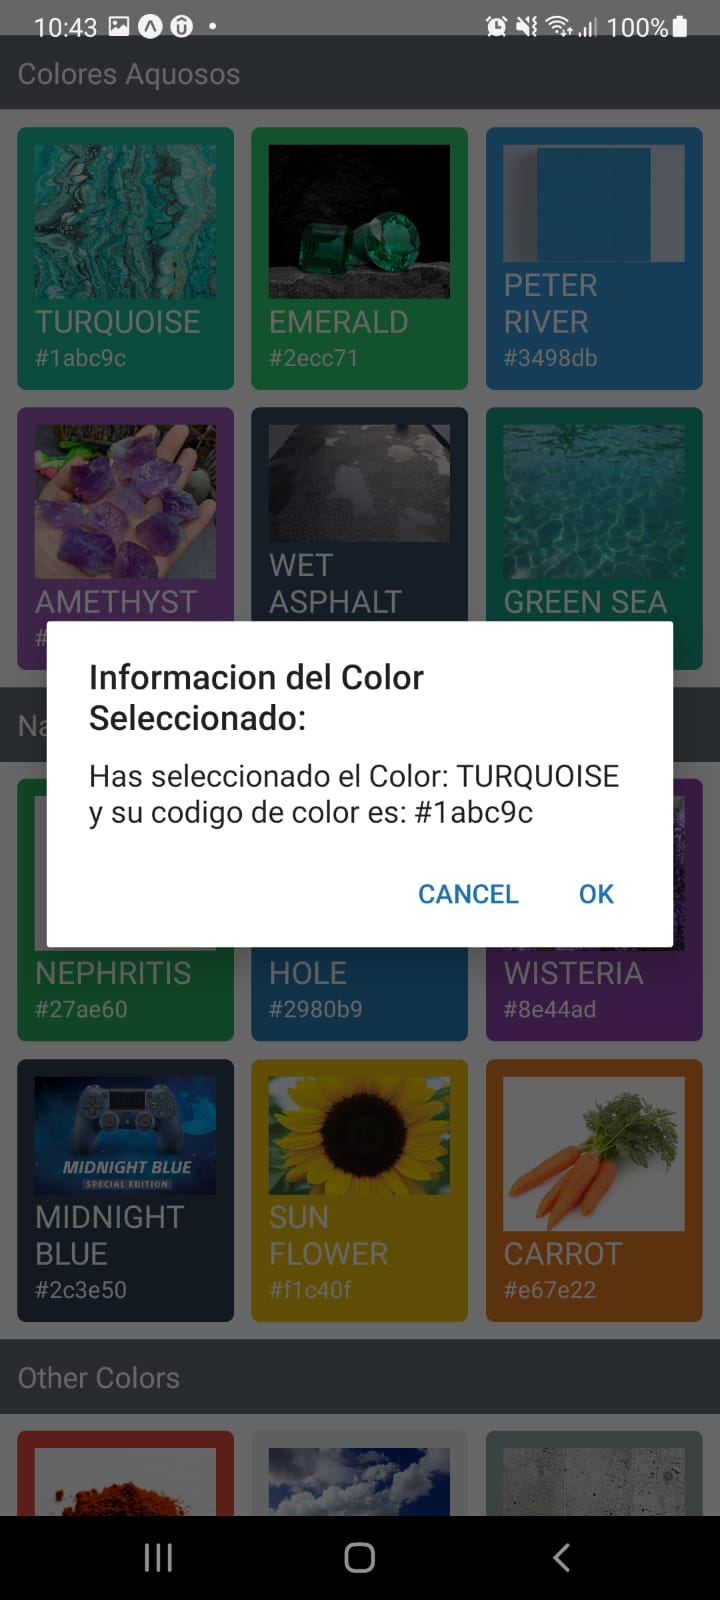 10:43
100%
Colores Aquosos
TURQUOISE
#1abc9c
EMERALD
#2ecc71
PETER
RIVER
#3498db
AMETHYST
#
WET
ASPHALT
GREEN SEA
Na
Informacion del Color
Seleccionado:
Has seleccionado el Color: TURQUOISE
y su codigo de color es: #1abc9c
CANCEL
OK
NEPHRITIS
#27ae60
HOLE
#2980b9
WISTERIA
#8e44ad
MIDNIGHT BLUE
SPECIAL EDITION
MIDNIGHT
BLUE
#2c3e50
SUN
FLOWER
#f1c40f
CARROT
#e67e22
Other Colors